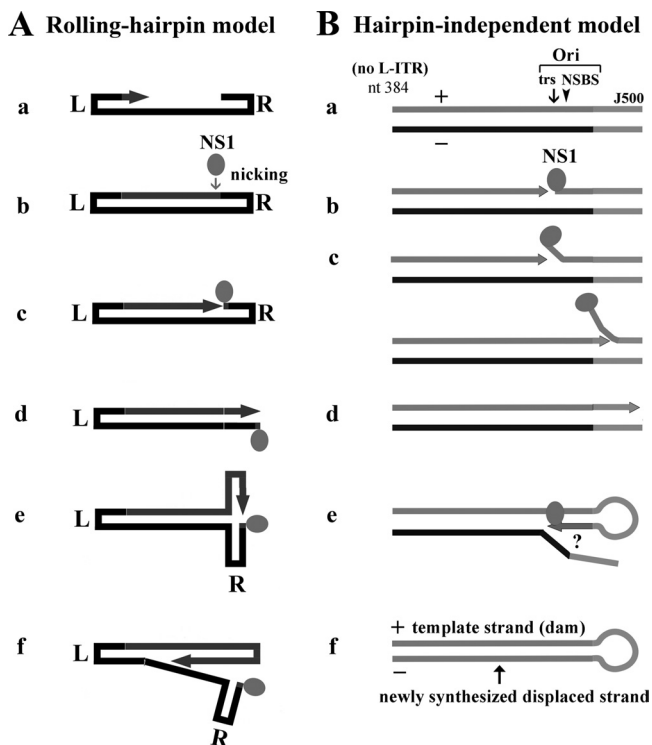 A Rolling-hairpin model
a
L
R
NS1
nicking
b
L
R
c
L
R
d
L
e
L
R
f
L
R
B Hairpin-independent model
(no L-ITR)
nt 384
Ori
trs NSBS
J500
a
+
−
NS1
b
c
d
e
?
f
+ template strand (dam)
−
newly synthesized displaced strand